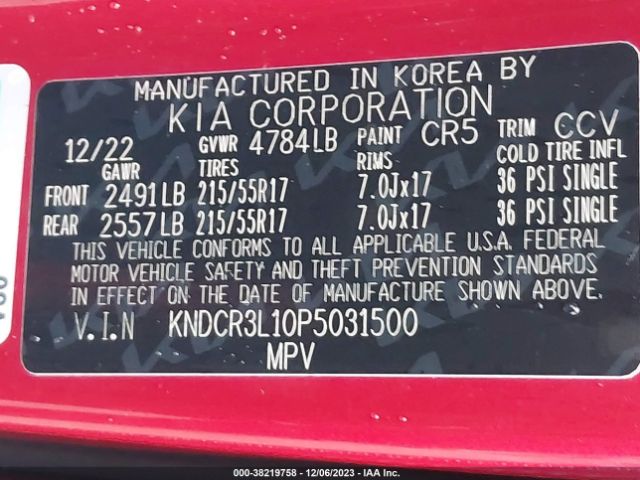 MANUFACTURED IN KOREA BY
KIA CORPORATION
12/22 GVWR 4784LB PAINT CR5 TRIM CCV
GAWR TIRES RIMS COLD TIRE INFL
FRONT 2491LB 215/55R17 7.0Jx17 36 PSI SINGLE
REAR 2557LB 215/55R17 7.0Jx17 36 PSI SINGLE
THIS VEHICLE CONFORMS TO ALL APPLICABLE U.S.A. FEDERAL
MOTOR VEHICLE SAFETY AND THEFT PREVENTION STANDARDS
IN EFFECT ON THE DATE OF MANUFACTURE SHOWN ABOVE.
V.I.N KNDCR3L10P5031500
MPV
000-38219758 - 12/06/2023 - IAAI.COM